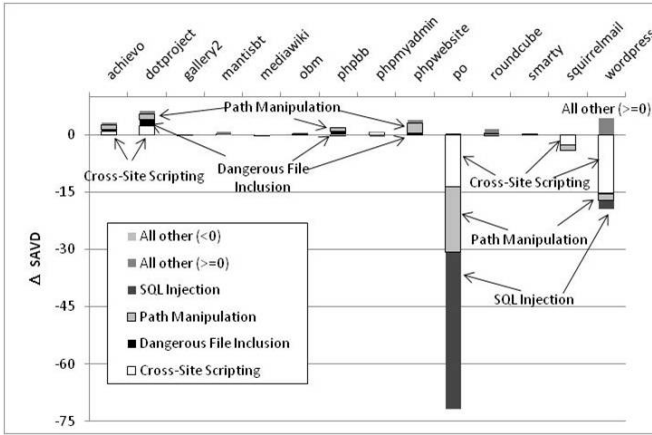 achievo
dotproject
gallery2
mantisbt
mediawiki
obm
phpbb
phpmyadmin
phpwebsite
po
roundcube
smarty
squirrelmail
wordpress
Path Manipulation
All other (>=0)
0
Dangerous File
Inclusion
Cross-Site Scripting
Cross-Site Scripting
-15
Path Manipulation
All other (<0)
All other (>=0)
SQL Injection
Path Manipulation
Dangerous File Inclusion
Cross-Site Scripting
SQL Injection
-30
Δ SAVD
-45
-60
-75